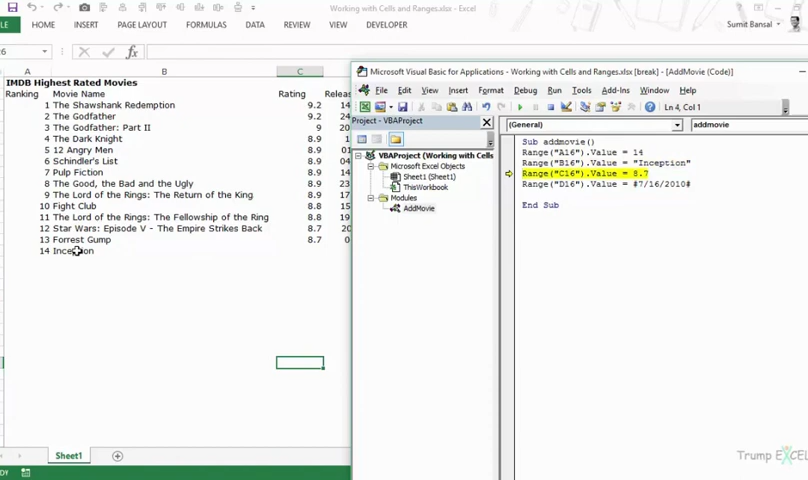 Working with Cells and Ranges.xlsx - Excel
Sumit Bansal
HOME INSERT PAGE LAYOUT FORMULAS DATA REVIEW VIEW DEVELOPER
fx
A B C
IMDB Highest Rated Movies
Ranking Movie Name Rating
1 The Shawshank Redemption 9.2 14
2 The Godfather 9.2 24
3 The Godfather: Part II 9 20
4 The Dark Knight 8.9
5 12 Angry Men 8.9 01
6 Schindler's List 8.9
7 Pulp Fiction 8.9
8 The Good, the Bad and the Ugly 8.9 23
9 The Lord of the Rings: The Return of the King 8.9
10 Fight Club 8.8 15
11 The Lord of the Rings: The Fellowship of the Ring 8.8 19
12 Star Wars: Episode V - The Empire Strikes Back 8.7 20
13 Forrest Gump 8.7 0
14 Inception
Sheet1
Microsoft Visual Basic for Applications - Working with Cells and Ranges.xlsx [break] - [AddMovie (Code)]
File Edit View Insert Format Debug Run Tools Add-Ins Window Help
Ln 4, Col 1
Project - VBAProject
VBAProject (Working with Cells
Microsoft Excel Objects
Sheet1 (Sheet1)
ThisWorkbook
Modules
AddMovie
(General) addmovie
Sub addmovie()
Range("A16").Value = 14
Range("B16").Value = "Inception"
Range("C16").Value = 8.7
Range("D16").Value = #7/16/2010#
End Sub
Trump EXCEL